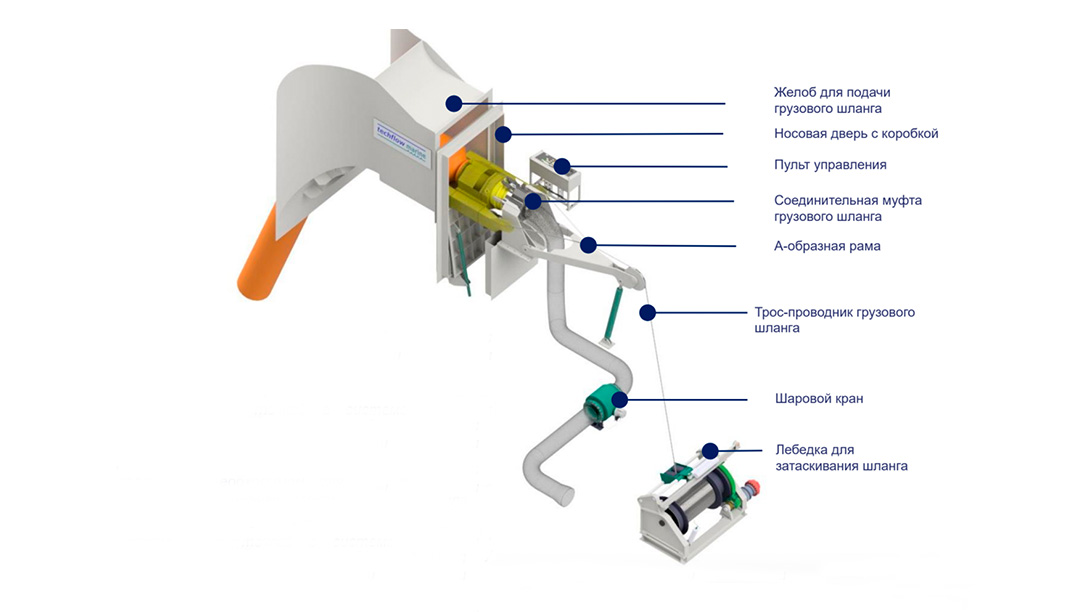 Желоб для подачи
грузового шланга
Носовая дверь с коробкой
techflow marine
Пульт управления
Соединительная муфта
грузового шланга
А-образная рама
Трос-проводник грузового
шланга
Шаровой кран
Лебедка для
затаскивания шланга